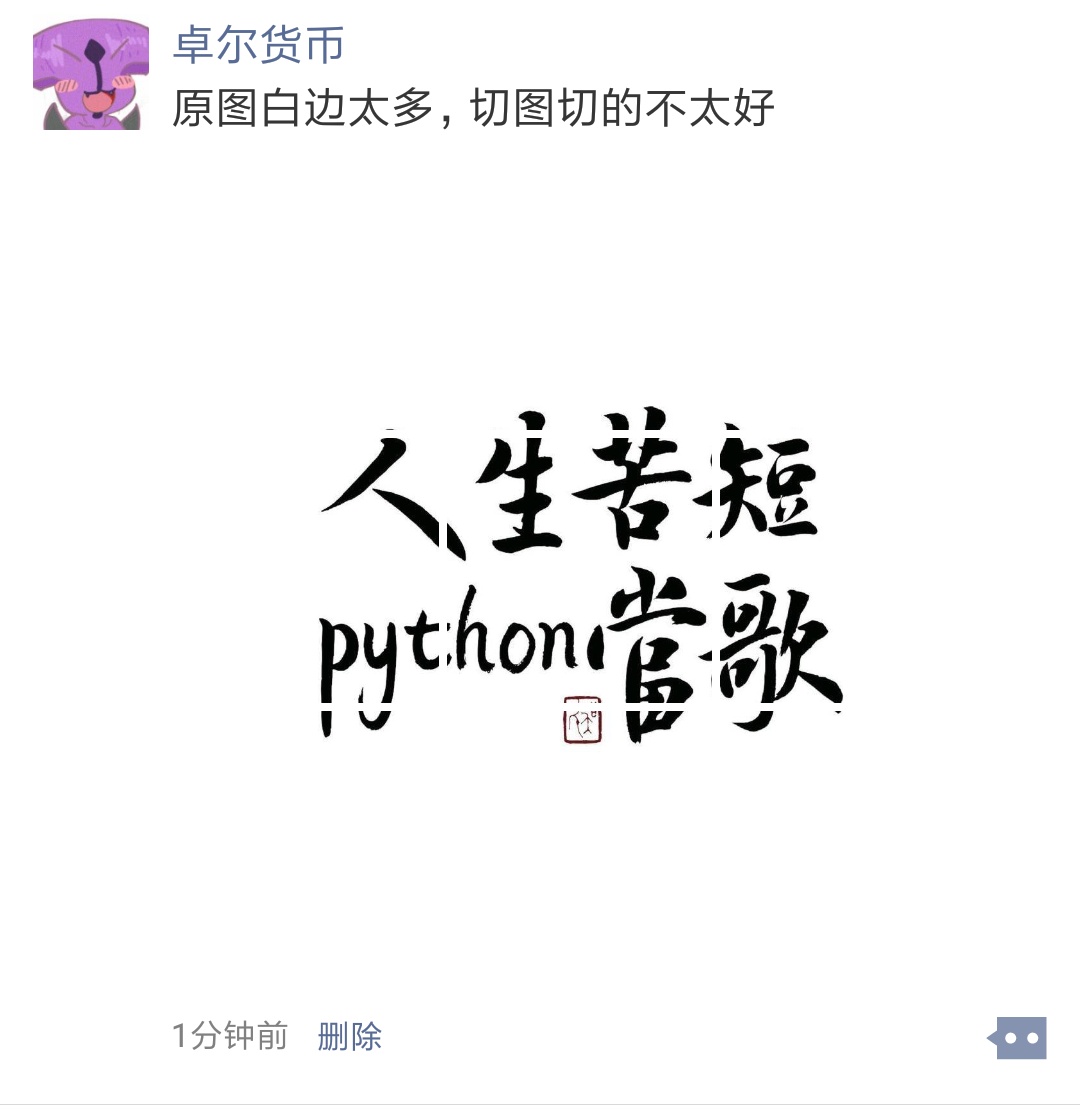 卓尔货币
原图白边太多，切图切的不太好
人生苦短
python當歌
1分钟前 删除